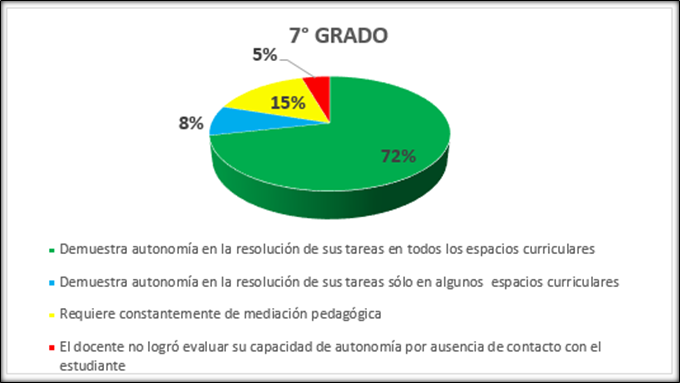 7° GRADO
5%
15%
8%
72%
Demuestra autonomía en la resolución de sus tareas en todos los espacios curriculares
Demuestra autonomía en la resolución de sus tareas sólo en algunos espacios curriculares
Requiere constantemente de mediación pedagógica
El docente no logró evaluar su capacidad de autonomía por ausencia de contacto con el
estudiante